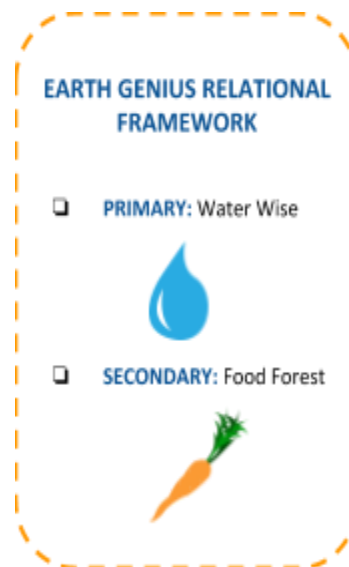 EARTH GENIUS RELATIONAL
FRAMEWORK
PRIMARY: Water Wise
SECONDARY: Food Forest